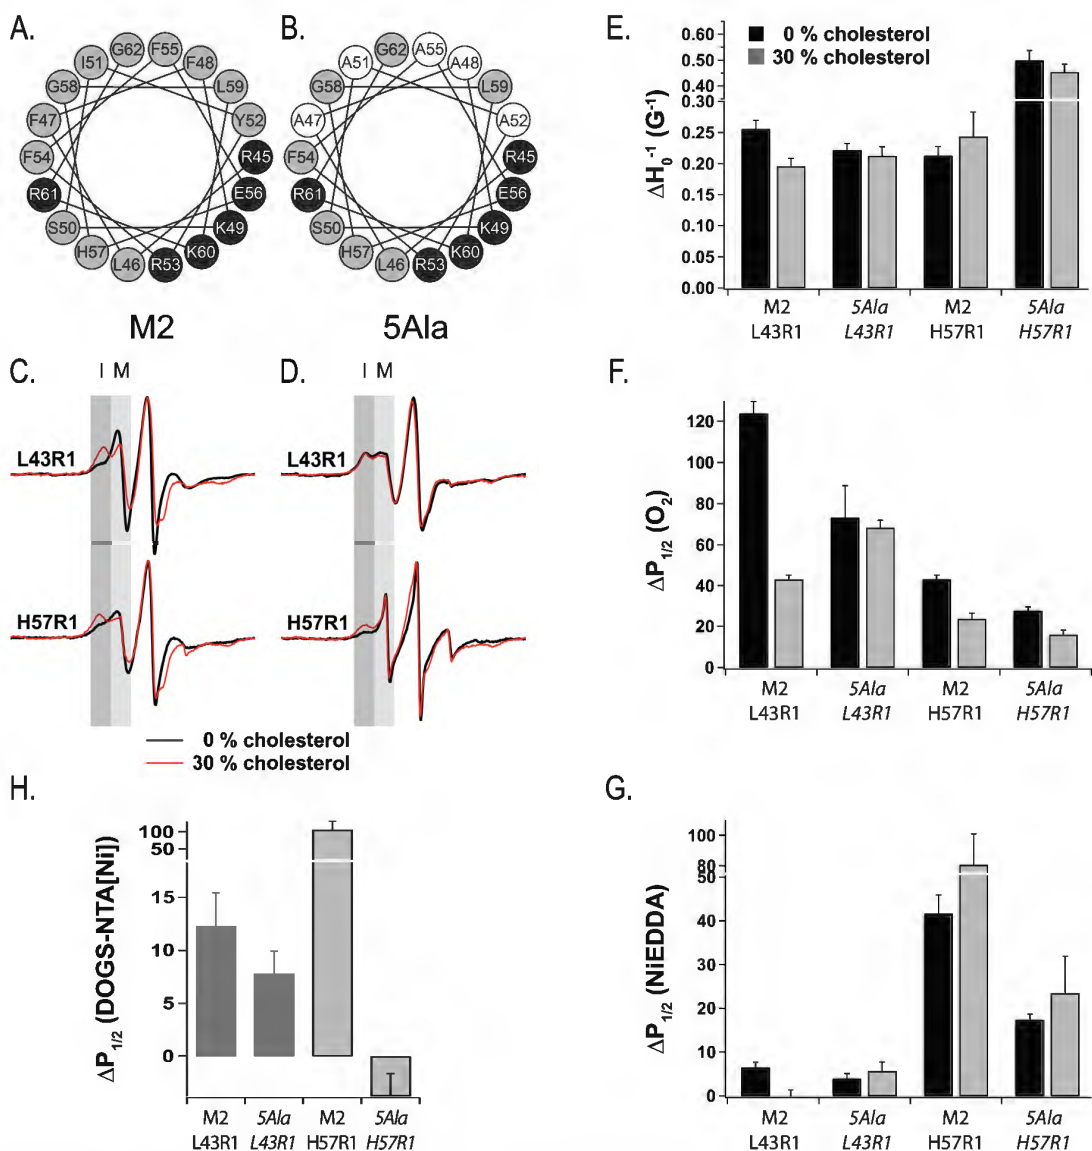 A.
G62
F55
I51
F48
G58
L59
F47
Y52
F54
R45
R61
E56
S50
K49
H57
K60
L46
R53
M2
B.
G62
A55
A51
A48
G58
L59
A47
A52
F54
R45
R61
E56
S50
K49
H57
K60
L46
R53
5Ala
C.
I M
L43R1
H57R1
D.
I M
L43R1
H57R1
0 % cholesterol
30 % cholesterol
E.
0 % cholesterol
30 % cholesterol
ΔH₀⁻¹ (G⁻¹)
0.60
0.50
0.40
0.30
0.25
0.20
0.15
0.10
0.05
0.00
M2 5Ala M2 5Ala
L43R1 L43R1 H57R1 H57R1
F.
ΔP1/2 (O₂)
120
100
80
60
40
20
0
M2 5Ala M2 5Ala
L43R1 L43R1 H57R1 H57R1
H.
ΔP1/2 (DOGS-NTA[Ni])
100
50
15
10
5
0
M2 5Ala M2 5Ala
L43R1 L43R1 H57R1 H57R1
G.
ΔP1/2 (NiEDDA)
100
80
50
40
30
20
10
0
M2 5Ala M2 5Ala
L43R1 L43R1 H57R1 H57R1